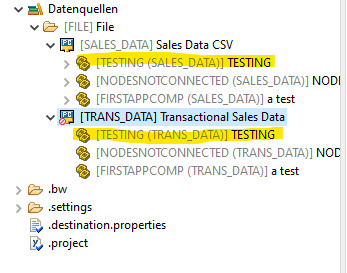 Datenquellen
[FILE] File
[SALES_DATA] Sales Data CSV
[TESTING (SALES_DATA)] TESTING
[NODESNOTCONNECTED (SALES_DATA)] NOD
[FIRSTAPPCOMP (SALES_DATA)] a test
[TRANS_DATA] Transactional Sales Data
[TESTING (TRANS_DATA)] TESTING
[NODESNOTCONNECTED (TRANS_DATA)] NO
[FIRSTAPPCOMP (TRANS_DATA)] a test
.bw
.settings
.destination.properties
.project